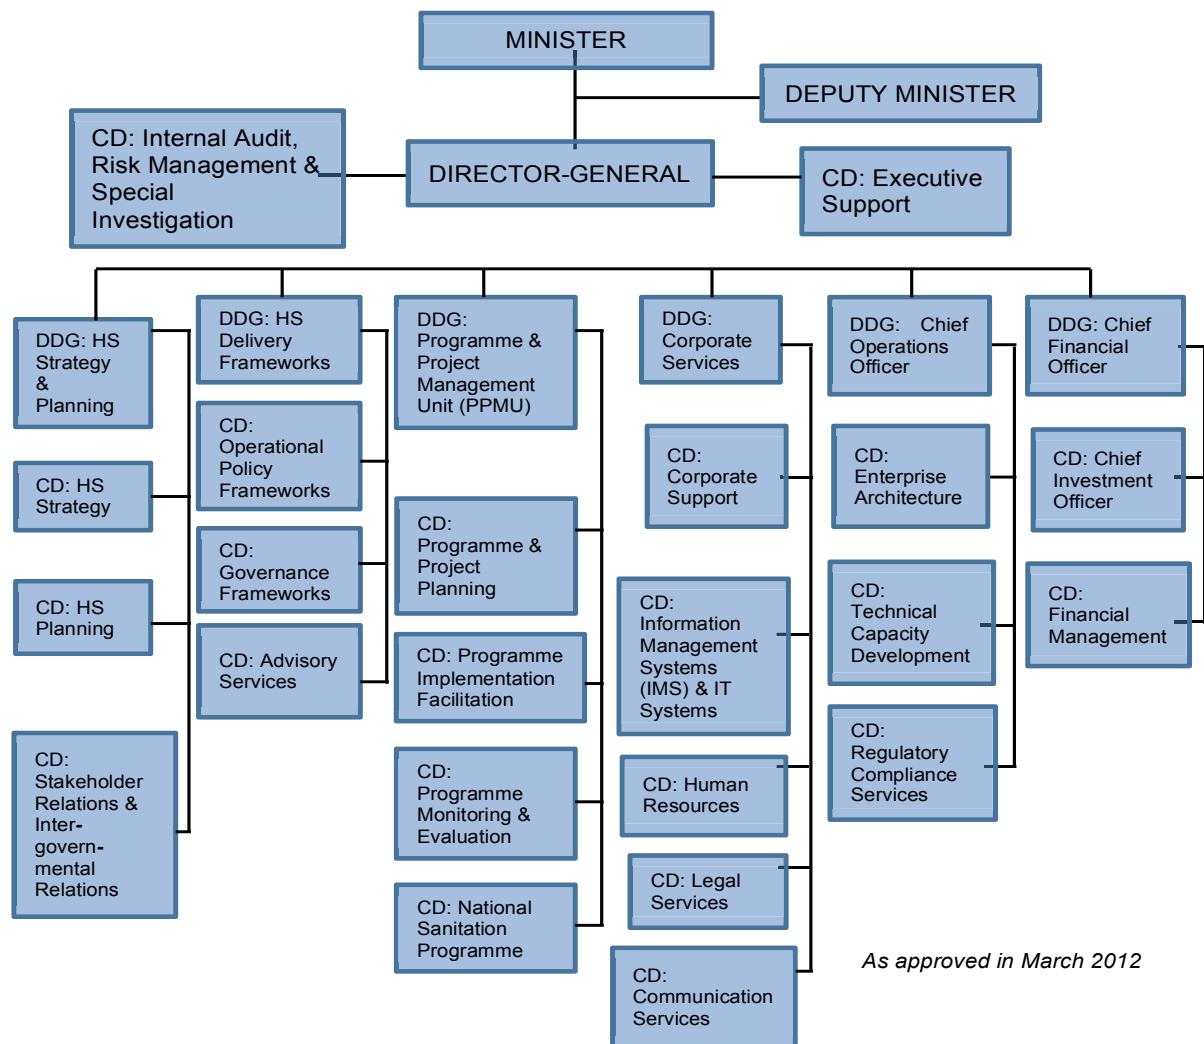 MINISTER
DEPUTY MINISTER
CD: Internal Audit,
Risk Management &
Special
Investigation
DIRECTOR-GENERAL
CD: Executive
Support
DDG: HS
Strategy
&
Planning
CD: HS
Strategy
CD: HS
Planning
CD:
Stakeholder
Relations &
Inter-
govern-
mental
Relations
DDG: HS
Delivery
Frameworks
CD:
Operational
Policy
Frameworks
CD:
Governance
Frameworks
CD: Advisory
Services
DDG:
Programme &
Project
Management
Unit (PPMU)
CD:
Programme &
Project
Planning
CD: Programme
Implementation
Facilitation
CD:
Programme
Monitoring &
Evaluation
CD: National
Sanitation
Programme
DDG:
Corporate
Services
CD:
Corporate
Support
CD:
Information
Management
Systems
(IMS) & IT
Systems
CD: Human
Resources
CD: Legal
Services
CD:
Communication
Services
DDG: Chief
Operations
Officer
CD:
Enterprise
Architecture
CD:
Technical
Capacity
Development
CD:
Regulatory
Compliance
Services
DDG: Chief
Financial
Officer
CD: Chief
Investment
Officer
CD:
Financial
Management
As approved in March 2012